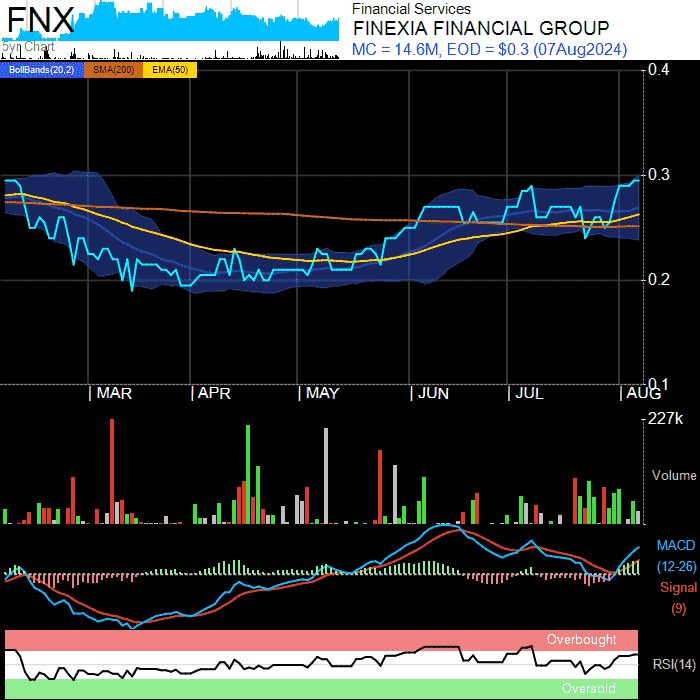 FNX
5yr Chart
Financial Services
FINEXIA FINANCIAL GROUP
MC = 14.6M, EOD = $0.3 (07Aug2024)
BollBands(20,2) SMA(200) EMA(50)
0.4
0.3
0.2
0.1
MAR APR MAY JUN JUL AUG
227k
Volume
MACD
(12-26)
Signal
(9)
Overbought
RSI(14)
Oversold